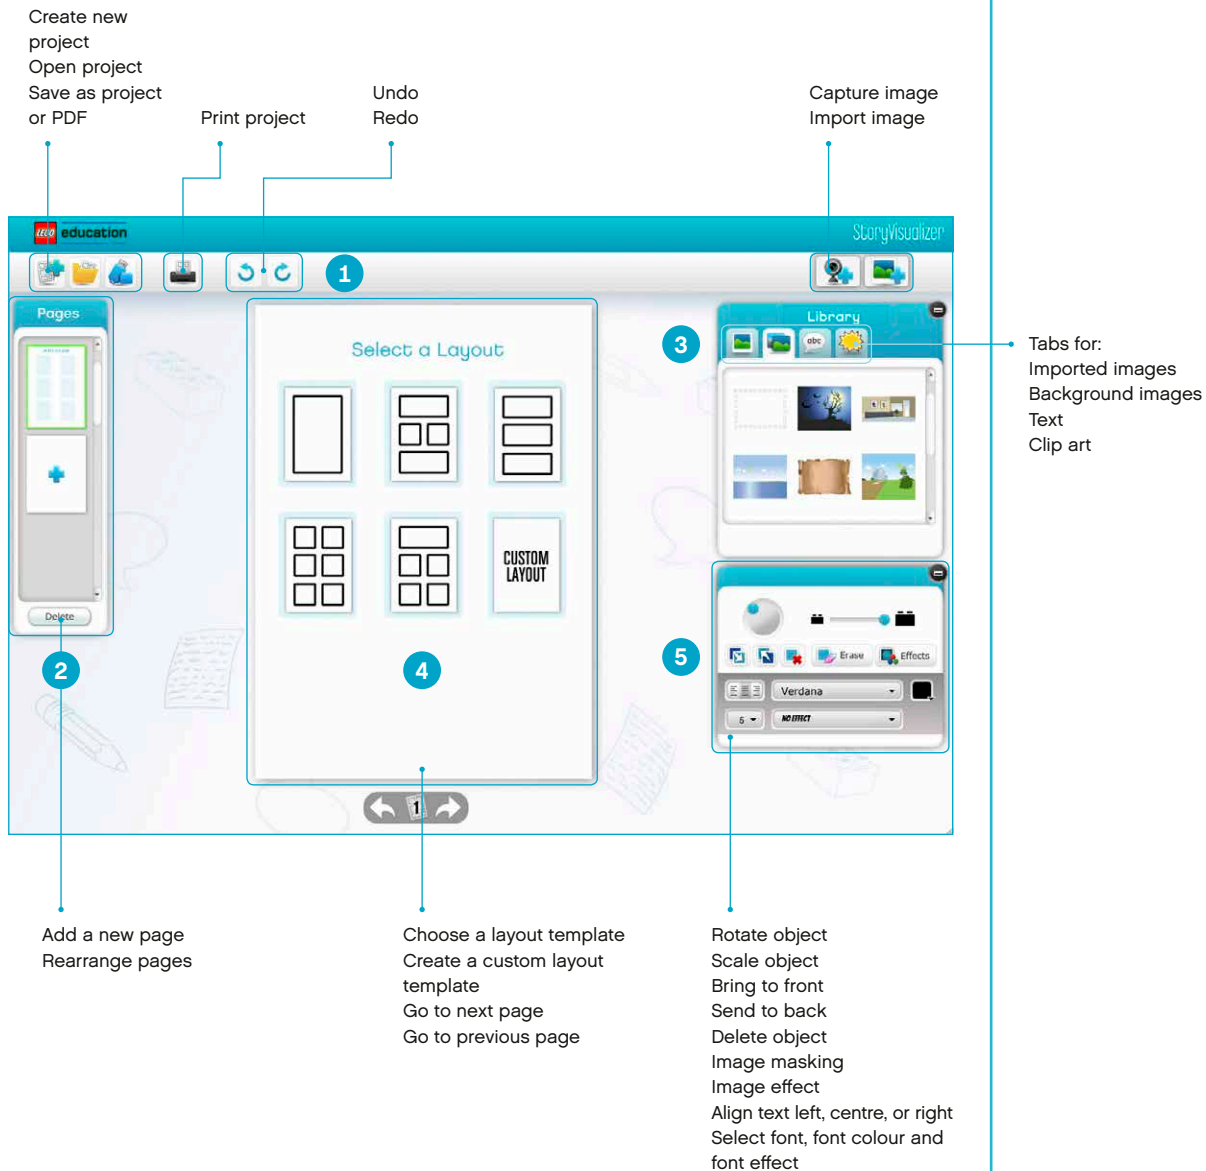 Create new
project
Open project
Save as project
or PDF
Print project
Undo
Redo
Capture image
Import image
LEGO education
StoryVisualizer
1
Pages
Select a Layout
Library
3
abc
Tabs for:
Imported images
Background images
Text
Clip art
CUSTOM
LAYOUT
Delete
2
4
5
Erase
Effects
Verdana
5
NO EFFECT
1
Add a new page
Rearrange pages
Choose a layout template
Create a custom layout
template
Go to next page
Go to previous page
Rotate object
Scale object
Bring to front
Send to back
Delete object
Image masking
Image effect
Align text left, centre, or right
Select font, font colour and
font effect